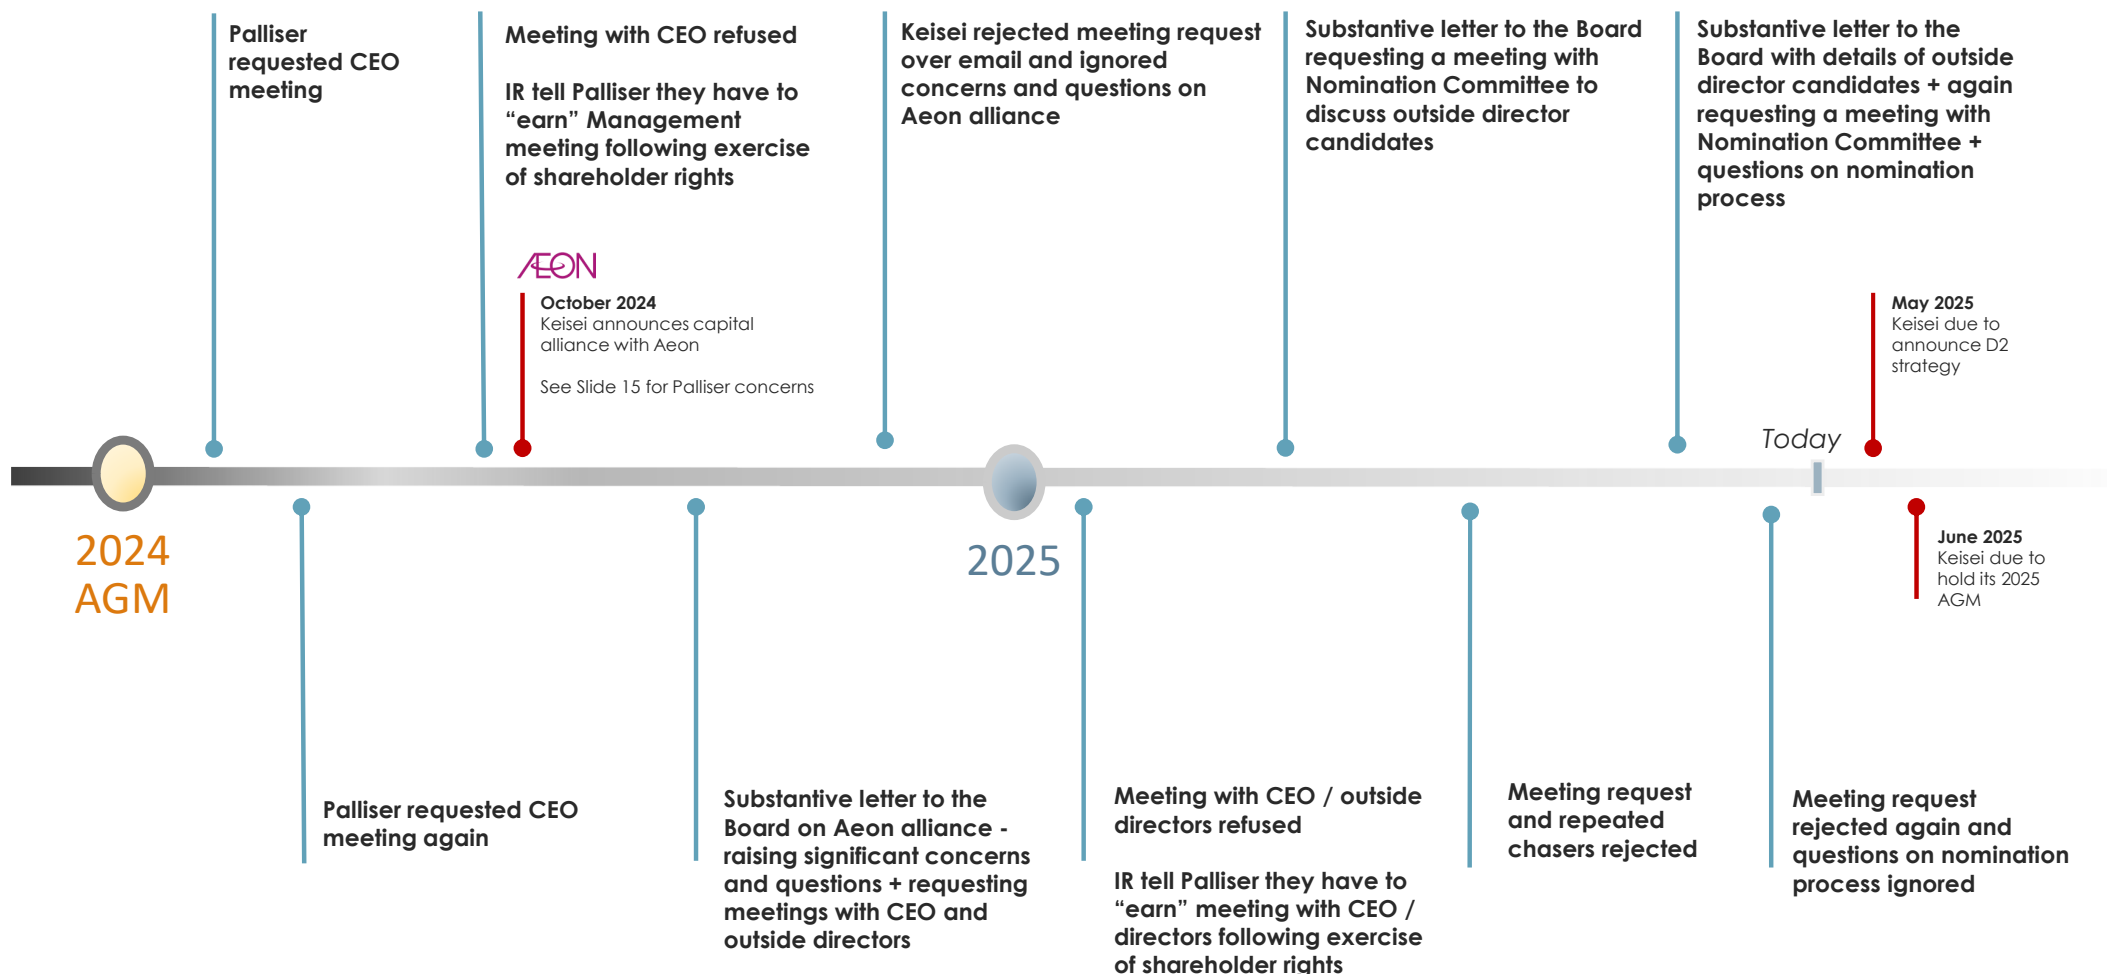 Palliser
requested CEO
meeting
Meeting with CEO refused
IR tell Palliser they have to
“earn” Management
meeting following exercise
of shareholder rights
Keisei rejected meeting request
over email and ignored
concerns and questions on
Aeon alliance
Substantive letter to the Board
requesting a meeting with
Nomination Committee to
discuss outside director
candidates
Substantive letter to the
Board with details of outside
director candidates + again
requesting a meeting with
Nomination Committee +
questions on nomination
process
ÆON
October 2024
Keisei announces capital
alliance with Aeon
See Slide 15 for Palliser concerns
May 2025
Keisei due to
announce D2
strategy
Today
2024
AGM
2025
June 2025
Keisei due to
hold its 2025
AGM
Palliser requested CEO
meeting again
Substantive letter to the
Board on Aeon alliance -
raising significant concerns
and questions + requesting
meetings with CEO and
outside directors
Meeting with CEO / outside
directors refused
IR tell Palliser they have to
“earn” meeting with CEO /
directors following exercise
of shareholder rights
Meeting request
and repeated
chasers rejected
Meeting request
rejected again and
questions on nomination
process ignored